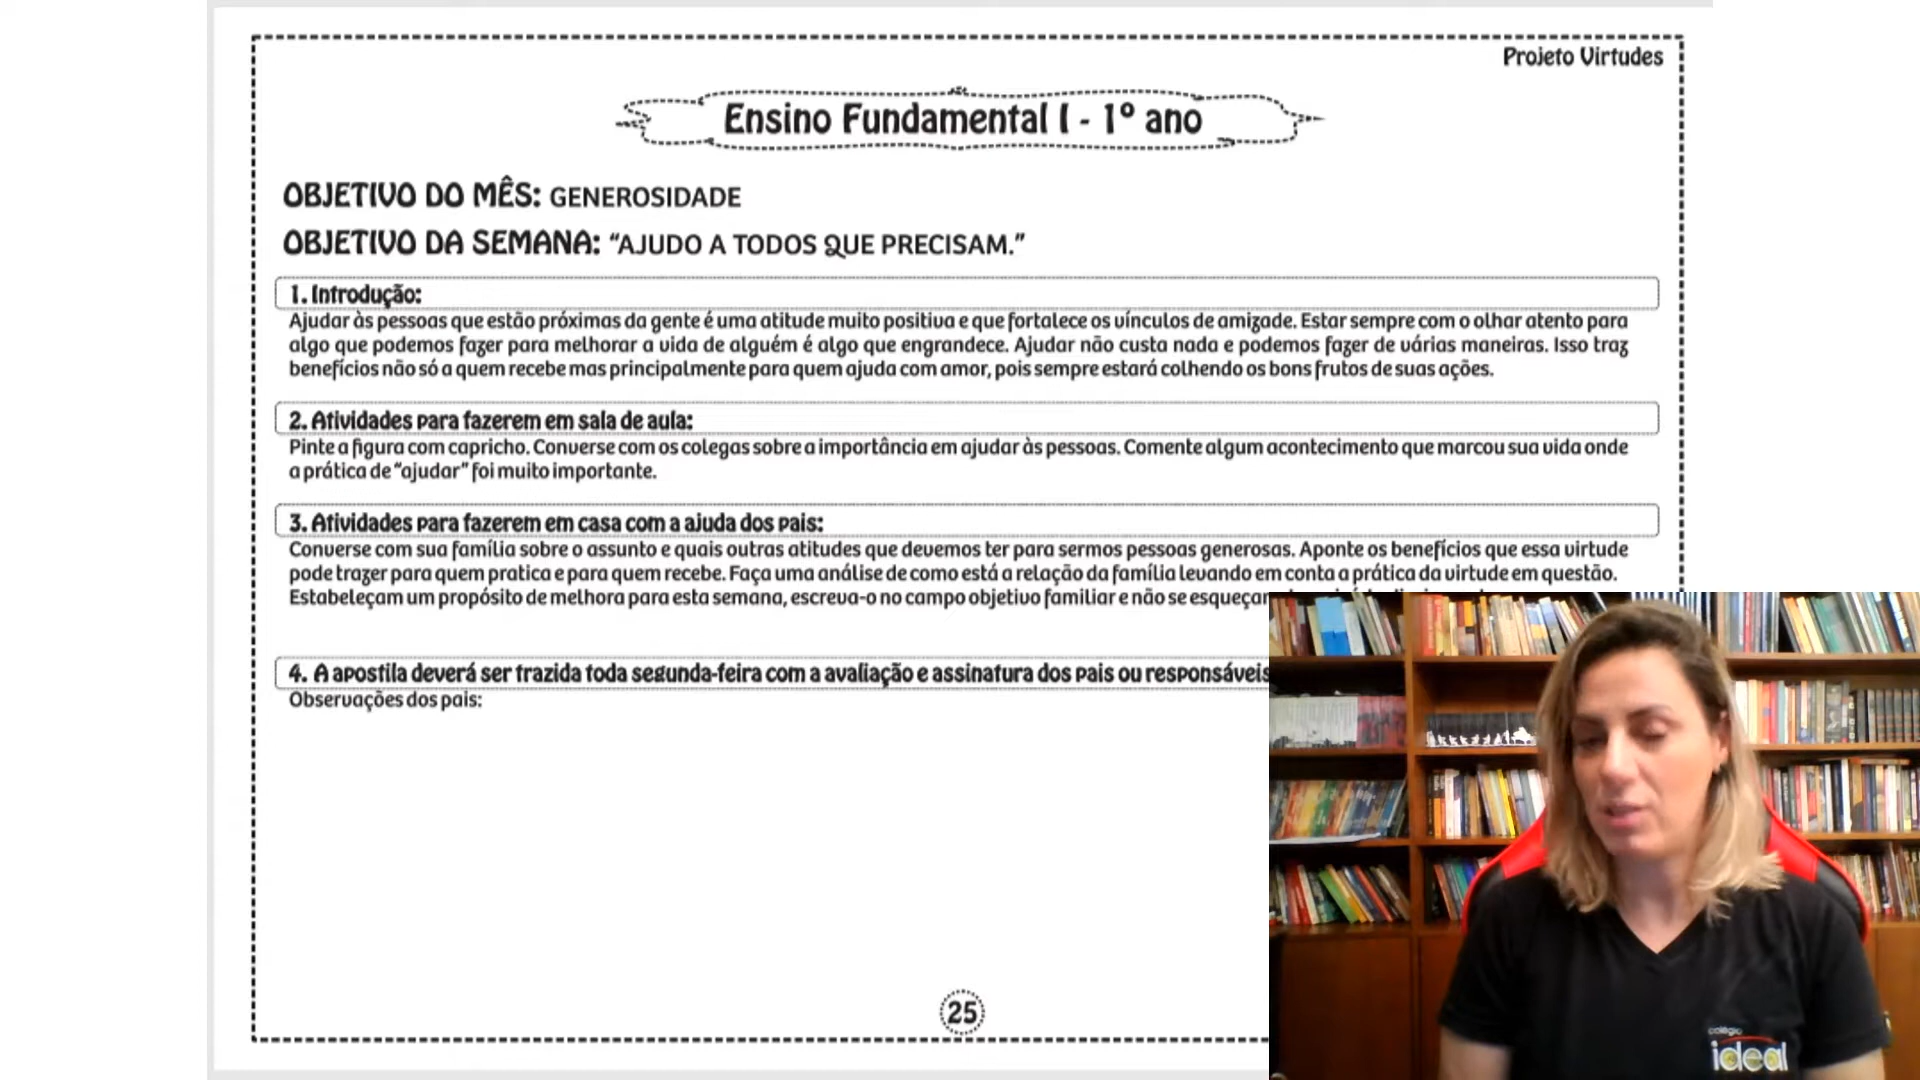 Projeto Virtudes
Ensino Fundamental I - 1º ano
OBJETIVO DO MÊS: GENEROSIDADE
OBJETIVO DA SEMANA: “AJUDO A TODOS QUE PRECISAM.”
1. Introdução:
Ajudar às pessoas que estão próximas da gente é uma atitude muito positiva e que fortalece os vínculos de amizade. Estar sempre com o olhar atento para
algo que podemos fazer para melhorar a vida de alguém é algo que engrandece. Ajudar não custa nada e podemos fazer de várias maneiras. Isso traz
benefícios não só a quem recebe mas principalmente para quem ajuda com amor, pois sempre estará colhendo os bons frutos de suas ações.
2. Atividades para fazerem em sala de aula:
Pinte a figura com capricho. Converse com os colegas sobre a importância em ajudar às pessoas. Comente algum acontecimento que marcou sua vida onde
a prática de “ajudar” foi muito importante.
3. Atividades para fazerem em casa com a ajuda dos pais:
Converse com sua família sobre o assunto e quais outras atitudes que devemos ter para sermos pessoas generosas. Aponte os benefícios que essa virtude
pode trazer para quem pratica e para quem recebe. Faça uma análise de como está a relação da família levando em conta a prática da virtude em questão.
Estabeleçam um propósito de melhora para esta semana, escreva-o no campo objetivo familiar e não se
4. A apostila deverá ser trazida toda segunda-feira com a avaliação e assinatura dos pais ou responsáveis
Observações dos pais:
25
colégio
ideal